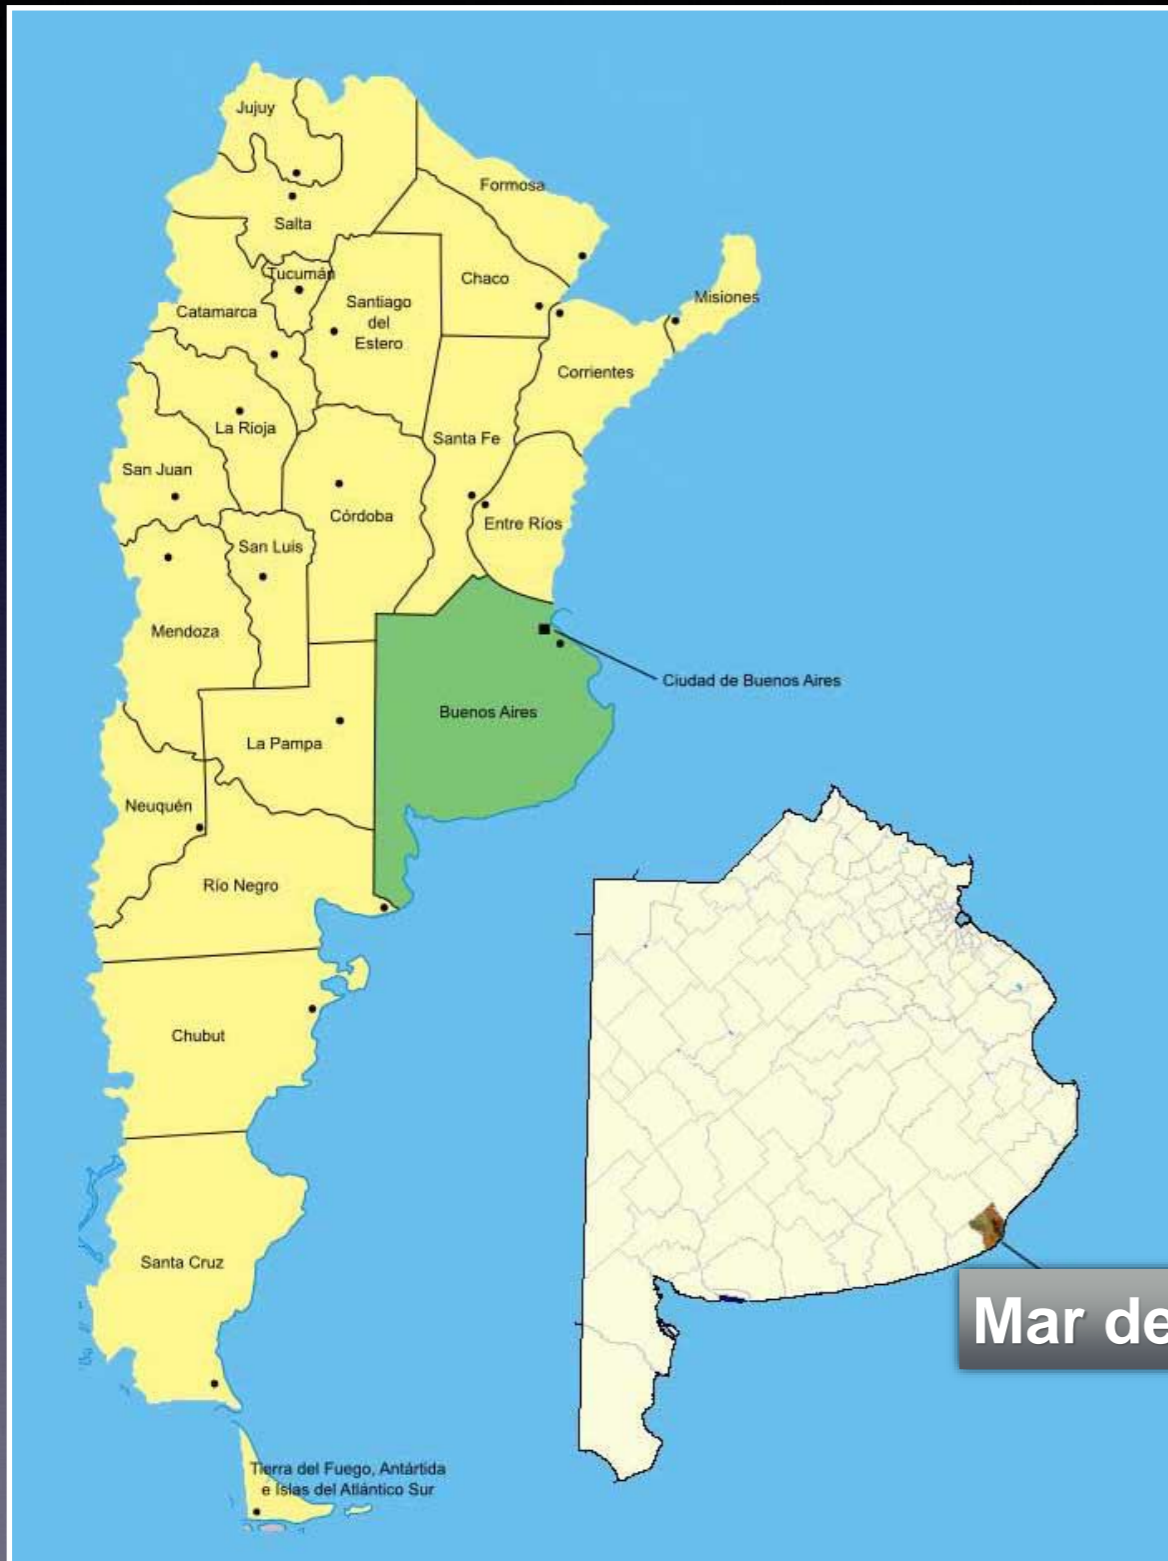 Jujuy
Formosa
Salta
Tucumán
Chaco
Misiones
Catamarca
Santiago
del
Estero
Corrientes
La Rioja
Santa Fe
San Juan
Córdoba
Entre Ríos
San Luis
Mendoza
Ciudad de Buenos Aires
Buenos Aires
La Pampa
Neuquén
Río Negro
Chubut
Santa Cruz
Mar de
Tierra del Fuego, Antártida
e Islas del Atlántico Sur